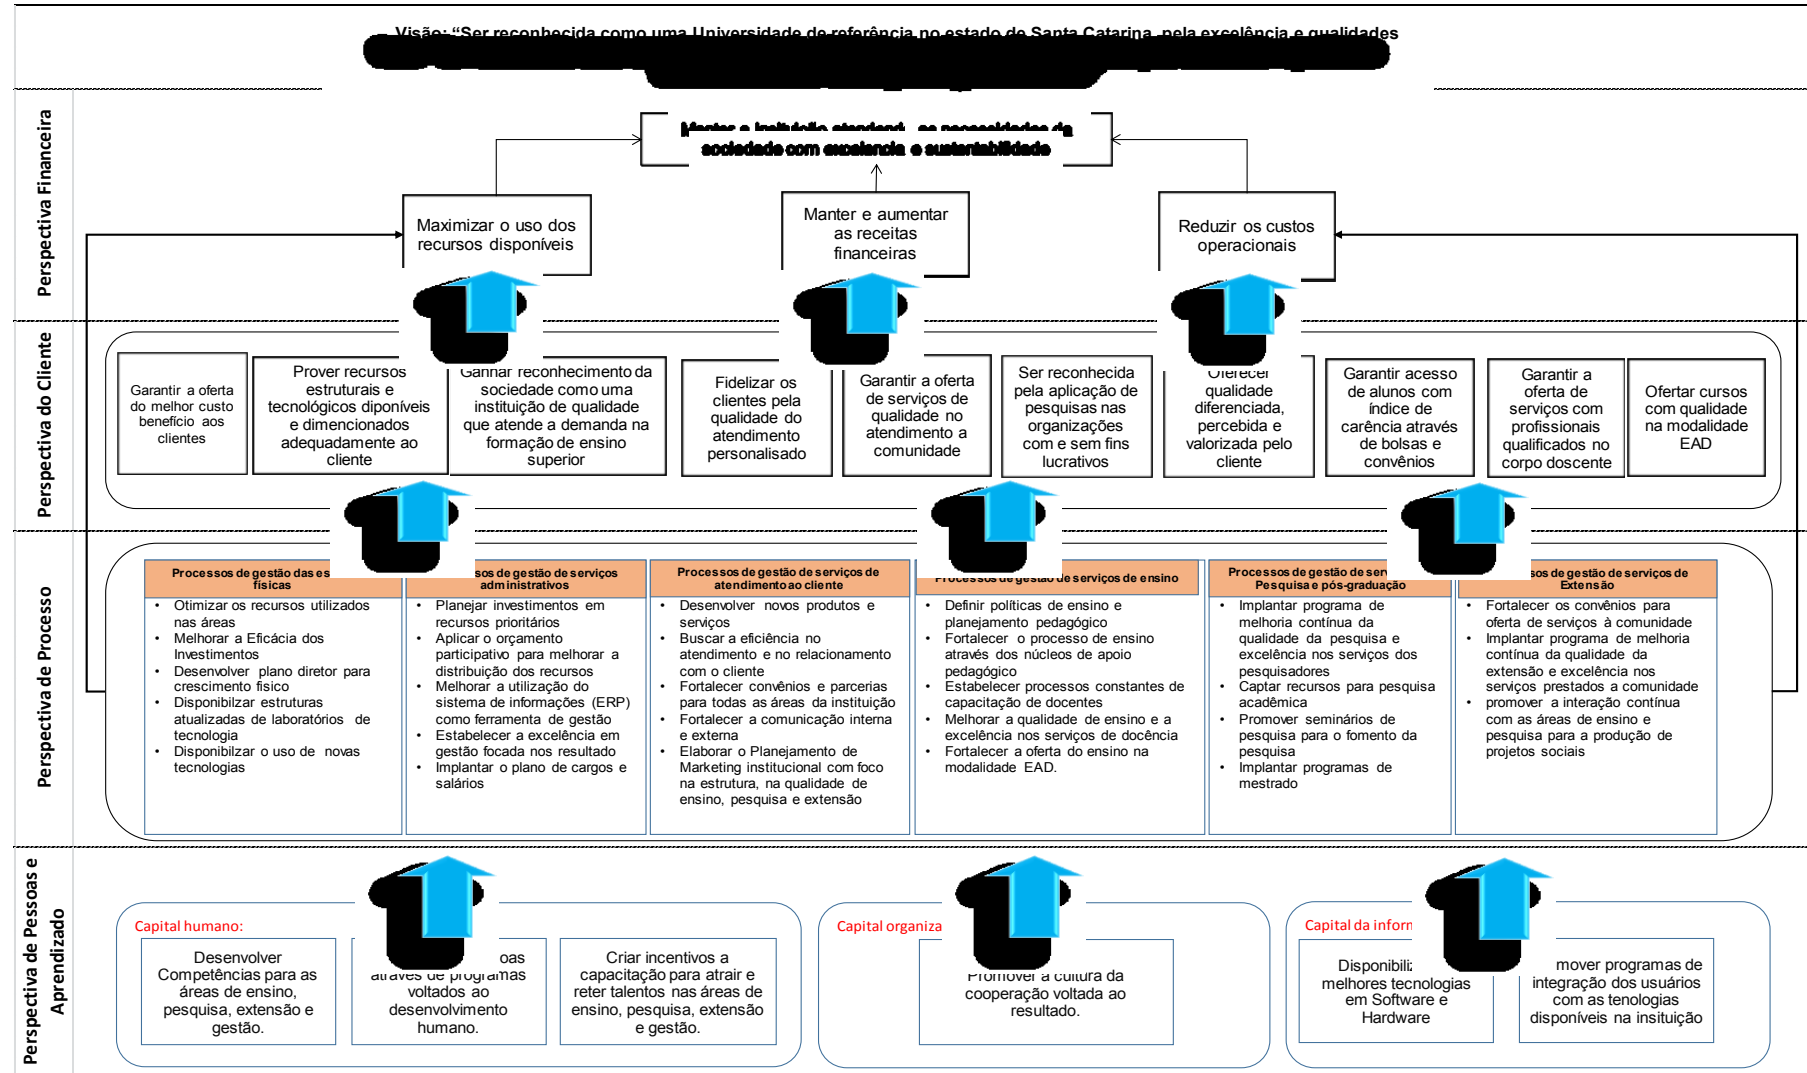 Visão: “Ser reconhecida como uma Universidade de referência no estado de Santa Catarina, pela excelência e qualidades
Perspectiva Financeira
sociedade com excelencia e sustentabilidade
Maximizar o uso dos
recursos disponíveis
Manter e aumentar
as receitas
financeiras
Reduzir os custos
operacionais
Perspectiva do Cliente
Garantir a oferta
do melhor custo
benefício aos
clientes
Prover recursos
estruturais e
tecnológicos diponíveis
e dimencionados
adequadamente ao
cliente
Ganhar reconhecimento da
sociedade como uma
instituição de qualidade
que atende a demanda na
formação de ensino
superior
Fidelizar os
clientes pela
qualidade do
atendimento
personalisado
Garantir a oferta
de serviços de
qualidade no
atendimento a
comunidade
Ser reconhecida
pela aplicação de
pesquisas nas
organizações
com e sem fins
lucrativos
Oferecer
qualidade
diferenciada,
percebida e
valorizada pelo
cliente
Garantir acesso
de alunos com
índice de
carência através
de bolsas e
convênios
Garantir a
oferta de
serviços com
profissionais
qualificados no
corpo doscente
Ofertar cursos
com qualidade
na modalidade
EAD
Perspectiva de Processo
Processos de gestão das es
físicas
• Otimizar os recursos utilizados
nas áreas
• Melhorar a Eficácia dos
Investimentos
• Desenvolver plano diretor para
crescimento fisico
• Disponibilzar estruturas
atualizadas de laboratórios de
tecnologia
• Disponibilzar o uso de novas
tecnologias
sos de gestão de serviços
administrativos
• Planejar investimentos em
recursos prioritários
• Aplicar o orçamento
participativo para melhorar a
distribuição dos recursos
• Melhorar a utilização do
sistema de informações (ERP)
como ferramenta de gestão
• Estabelecer a excelência em
gestão focada nos resultado
• Implantar o plano de cargos e
salários
Processos de gestão de serviços de
atendimento ao cliente
• Desenvolver novos produtos e
serviços
• Buscar a eficiência no
atendimento e no relacionamento
com o cliente
• Fortalecer convênios e parcerias
para todas as áreas da instituição
• Fortalecer a comunicação interna
e externa
• Elaborar o Planejamento de
Marketing institucional com foco
na estrutura, na qualidade de
ensino, pesquisa e extensão
Processos de gestão de serviços de ensino
• Definir políticas de ensino e
planejamento pedagógico
• Fortalecer o processo de ensino
através dos núcleos de apoio
pedagógico
• Estabelecer processos constantes de
capacitação de docentes
• Melhorar a qualidade de ensino e a
excelência nos serviços de docência
• Fortalecer a oferta do ensino na
modalidade EAD.
Processos de gestão de ser
Pesquisa e pós-graduação
• Implantar programa de
melhoria contínua da
qualidade da pesquisa e
excelência nos serviços dos
pesquisadores
• Captar recursos para pesquisa
acadêmica
• Promover seminários de
pesquisa para o fomento da
pesquisa
• Implantar programas de
mestrado
sos de gestão de serviços de
Extensão
• Fortalecer os convênios para
oferta de serviços à comunidade
• Implantar programa de melhoria
contínua da qualidade da
extensão e excelência nos
serviços prestados a comunidade
• promover a interação contínua
com as áreas de ensino e
pesquisa para a produção de
projetos sociais
Perspectiva de Pessoas e
Aprendizado
Capital humano:
Desenvolver
Competências para as
áreas de ensino,
pesquisa, extensão e
gestão.
oas
através de programas
voltados ao
desenvolvimento
humano.
Criar incentivos a
capacitação para atrair e
reter talentos nas áreas de
ensino, pesquisa, extensão
e gestão.
Capital organiza
Promover a cultura da
cooperação voltada ao
resultado.
Capital da inform
Disponibiliz
melhores tecnologias
em Software e
Hardware
mover programas de
integração dos usuários
com as tenologias
disponíveis na insituição